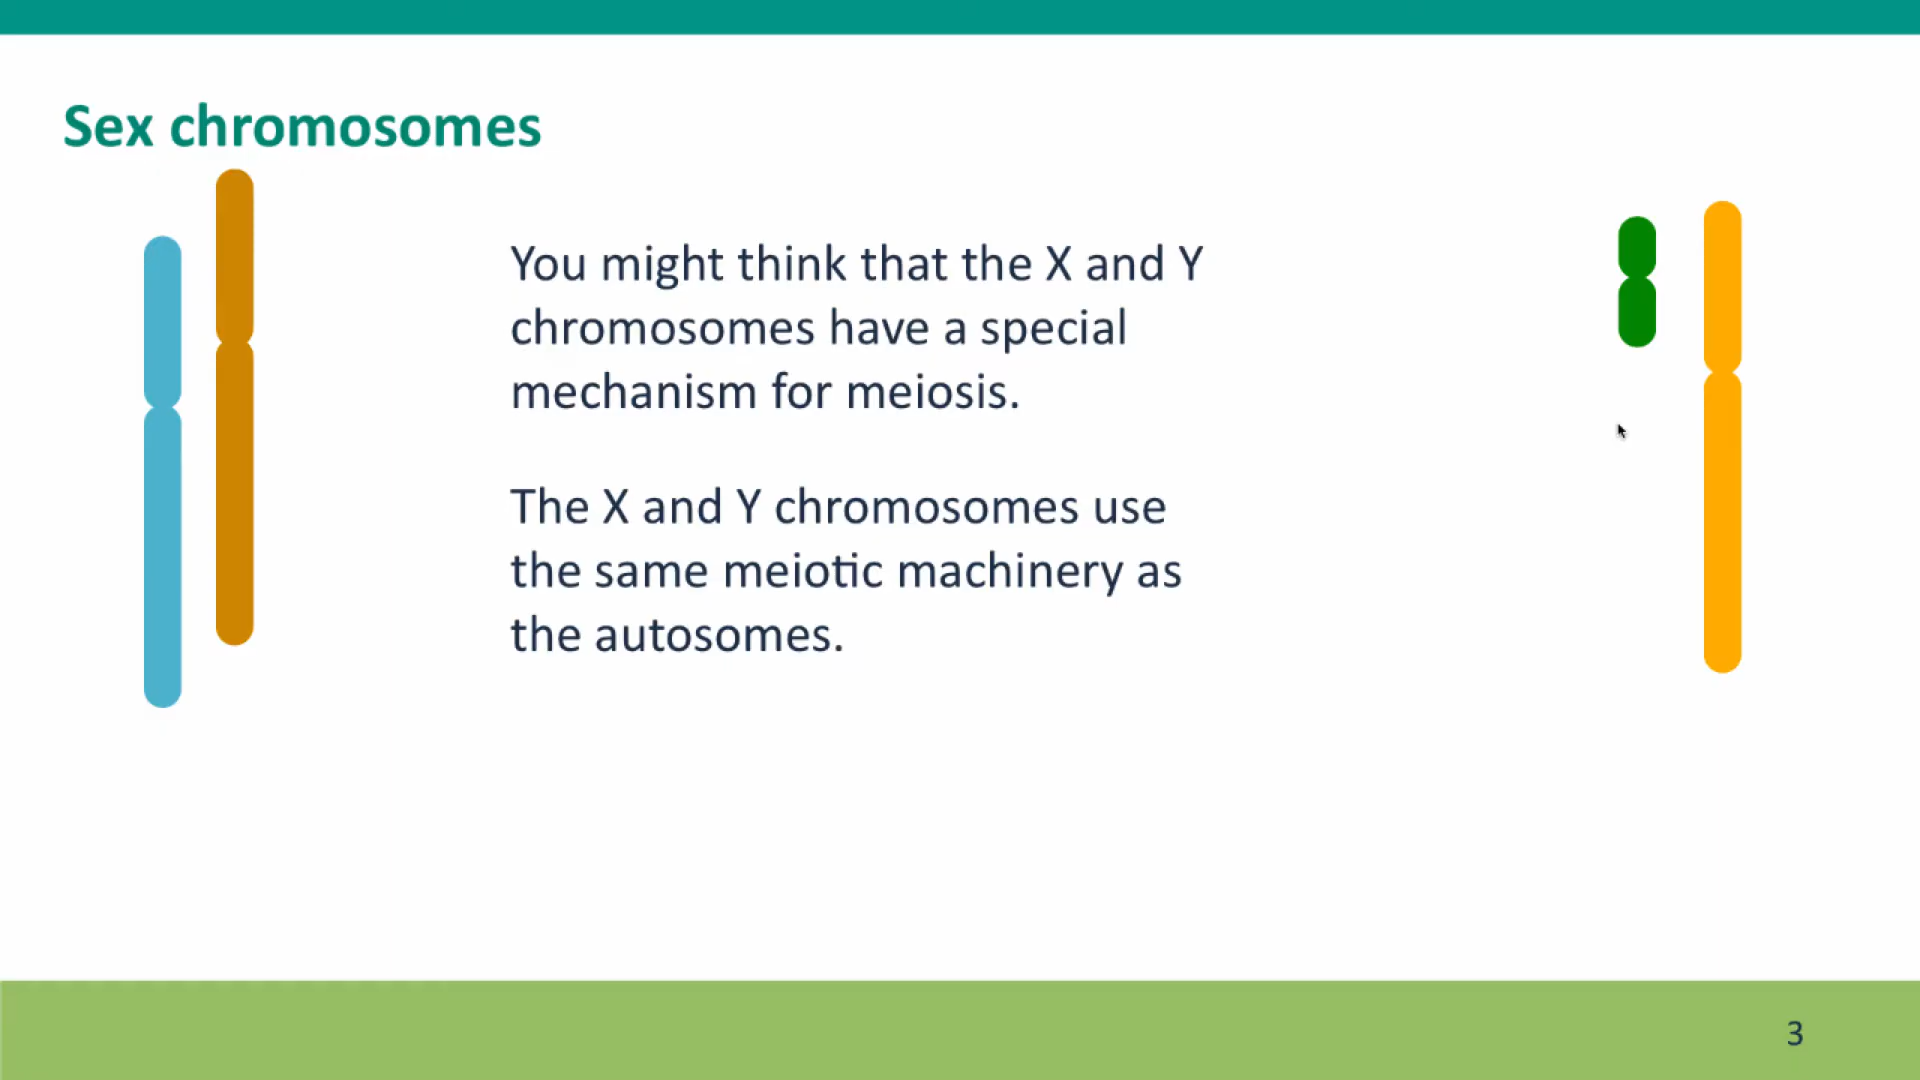 Sex chromosomes
You might think that the X and Y
chromosomes have a special
mechanism for meiosis.
The X and Y chromosomes use
the same meiotic machinery as
the autosomes.
3